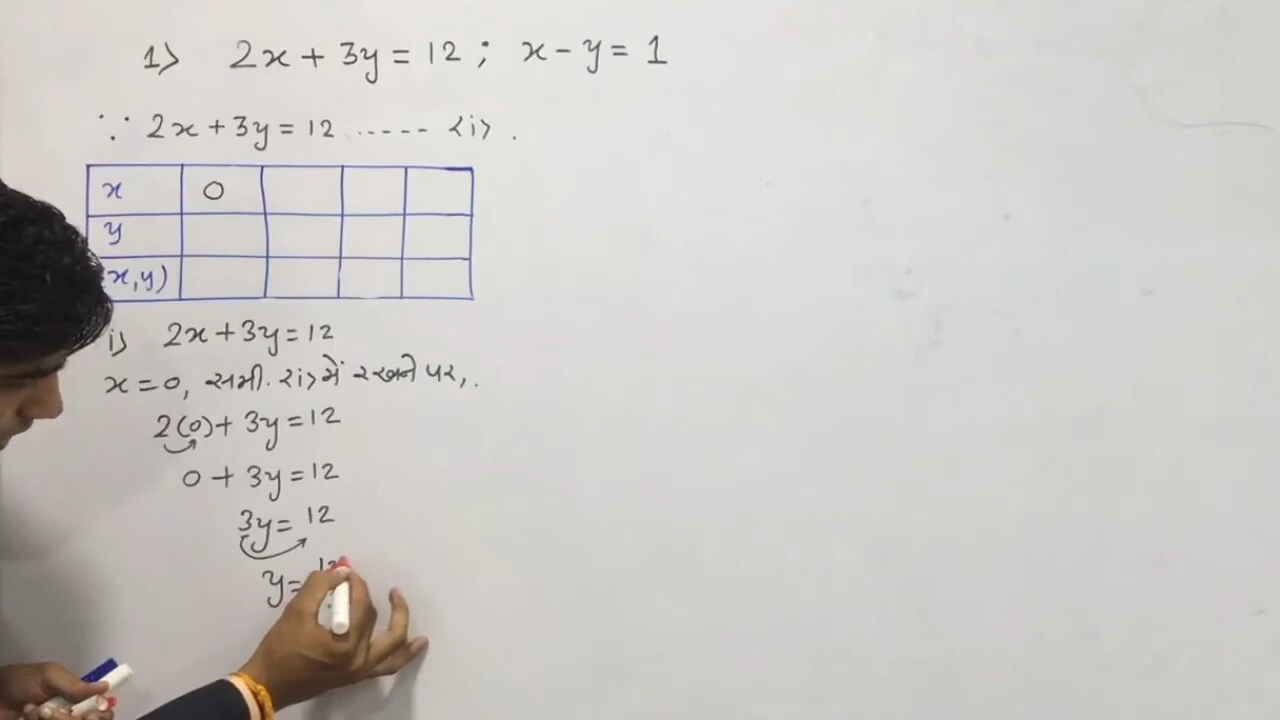 1> 2x + 3y = 12 ; x - y = 1
∵ 2x + 3y = 12 ----- <i> .
x 0
y
x,y)
i> 2x + 3y = 12
x = 0, समी. <i> में रखने पर, .
2(0) + 3y = 12
0 + 3y = 12
3y = 12
y =